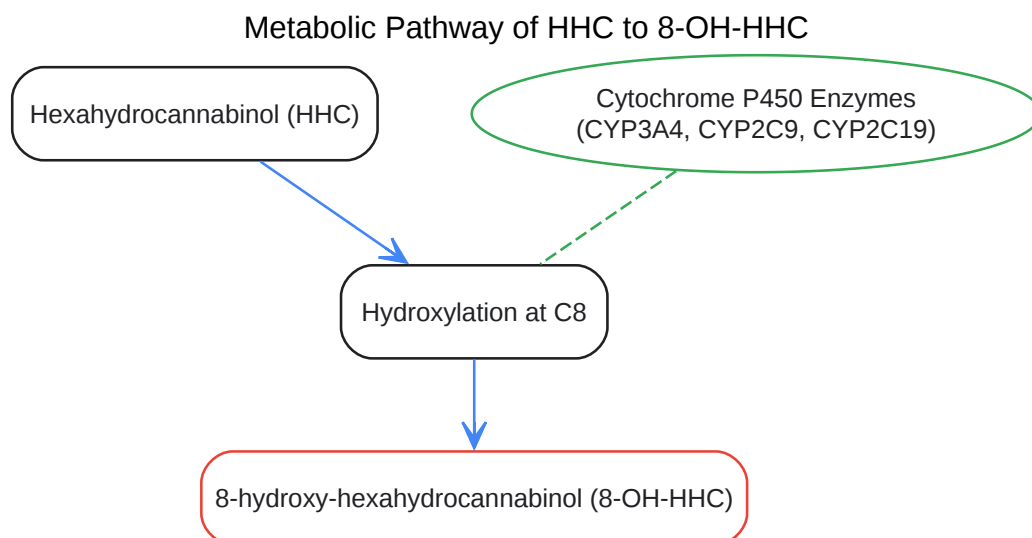 Metabolic Pathway of HHC to 8-OH-HHC
Hexahydrocannabinol (HHC)
Cytochrome P450 Enzymes
(CYP3A4, CYP2C9, CYP2C19)
Hydroxylation at C8
8-hydroxy-hexahydrocannabinol (8-OH-HHC)